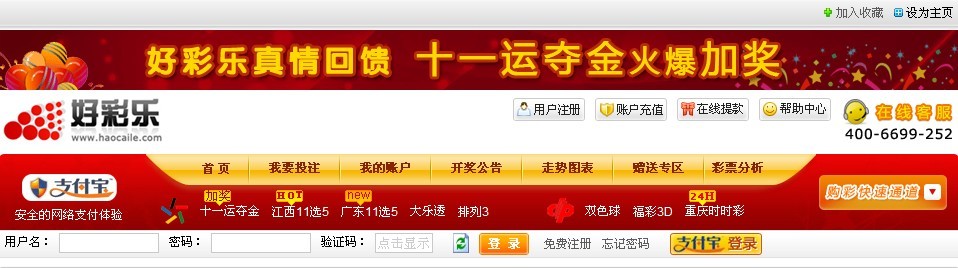 加入收藏 设为主页
好彩乐真情回馈 十一运夺金火爆加奖
好彩乐
www.haocaile.com
用户注册 账户充值 在线提款 帮助中心 在线客服
400-6699-252
首页 我要投注 我的账户 开奖公告 走势图表 赠送专区 彩票分析
支付宝
安全的网络支付体验
购彩快速通道
加奖 HOT new 24H
十一运夺金 江西11选5 广东11选5 大乐透 排列3 双色球 福彩3D 重庆时时彩
用户名： 密码： 验证码： 点击显示 登录 免费注册 忘记密码 支付宝登录